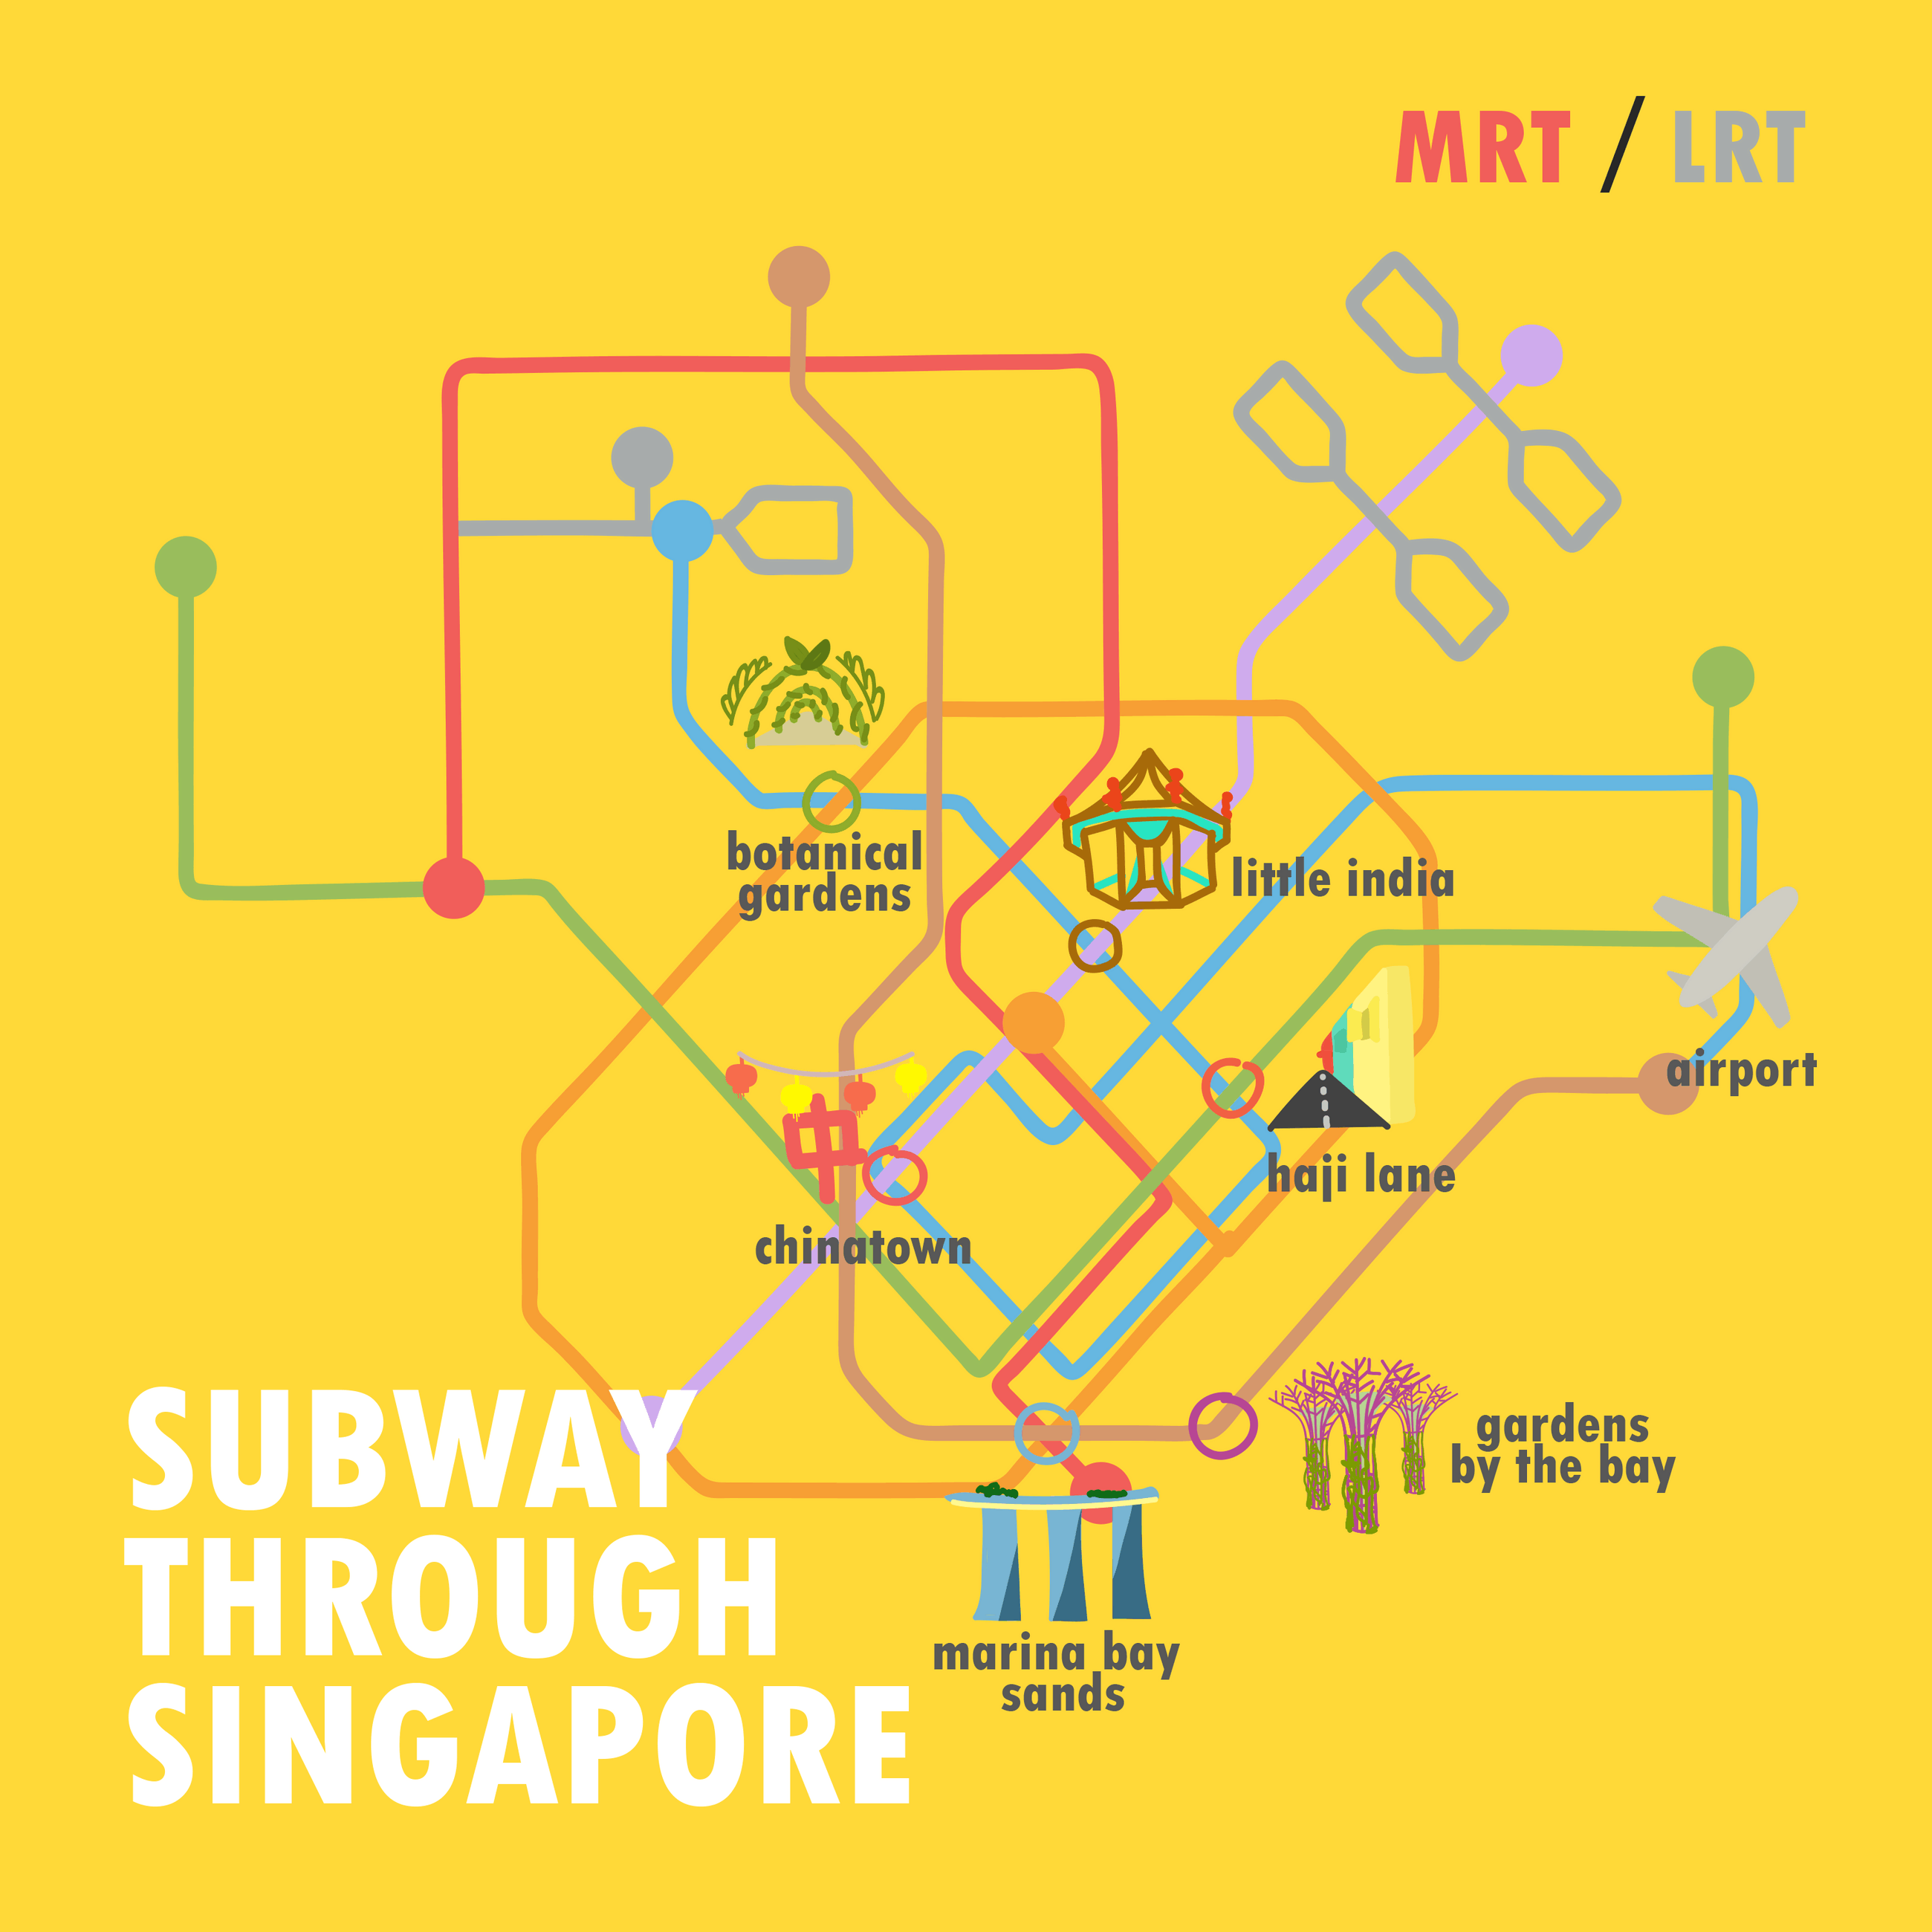 MRT / LRT
botanical
gardens
little india
airport
haji lane
chinatown
gardens
by the bay
marina bay
sands
SUBWAY
THROUGH
SINGAPORE